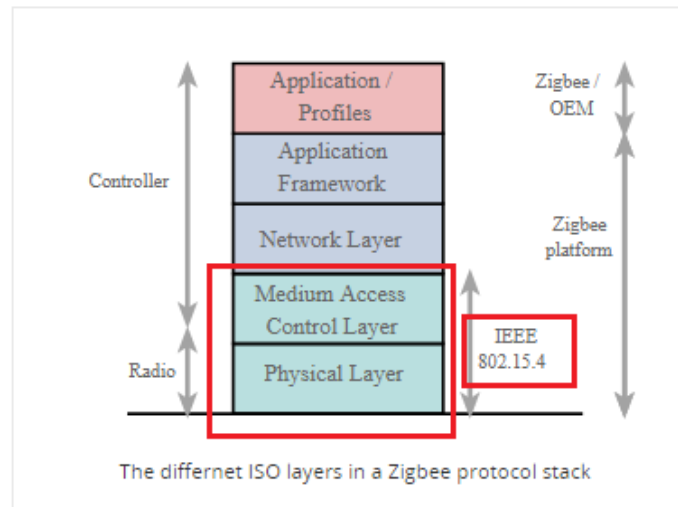 Application /
Profiles
Application
Framework
Network Layer
Medium Access
Control Layer
Physical Layer
Controller
Radio
Zigbee /
OEM
Zigbee
platform
IEEE
802.15.4
The differnet ISO layers in a Zigbee protocol stack